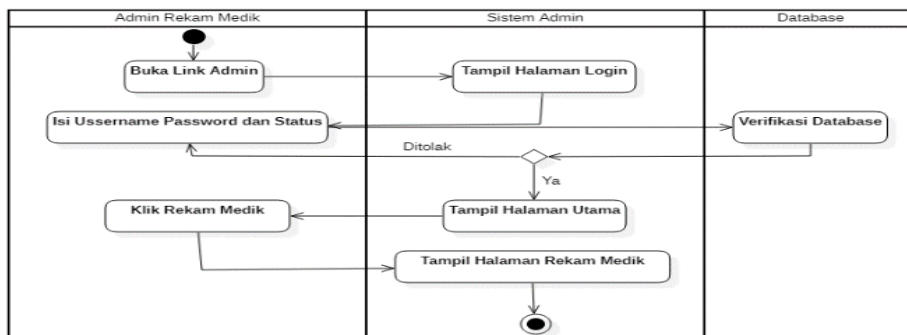 Admin Rekam Medik
Sistem Admin
Database
Buka Link Admin
Tampil Halaman Login
Isi Ussername Password dan Status
Verifikasi Database
Ditolak
Ya
Klik Rekam Medik
Tampil Halaman Utama
Tampil Halaman Rekam Medik